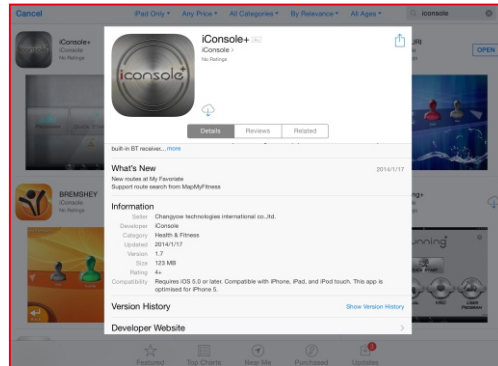 Cancel
iPad Only
Any Price
All Categories
By Relevance
All Ages
iconsole
iConsole+
iConsole
No Ratings
OPEN
iconsole+
iConsole+ 4+
iConsole >
No Ratings
Details
Reviews
Related
built-in BT receiver... more
What's New
2014/1/17
New routes at My Favorate
Support route search from MapMyFitness
Information
Seller Changyow technologies international co.,ltd.
Developer iConsole
Category Health & Fitness
Updated 2014/1/17
Version 1.7
Size 123 MB
Rating 4+
Compatibility Requires iOS 5.0 or later. Compatible with iPhone, iPad, and iPod touch. This app is
optimised for iPhone 5.
Version History
Show Version History
Developer Website
BREMSHEY
iConsole
No Ratings
Featured
Top Charts
Near Me
Purchased
Updates